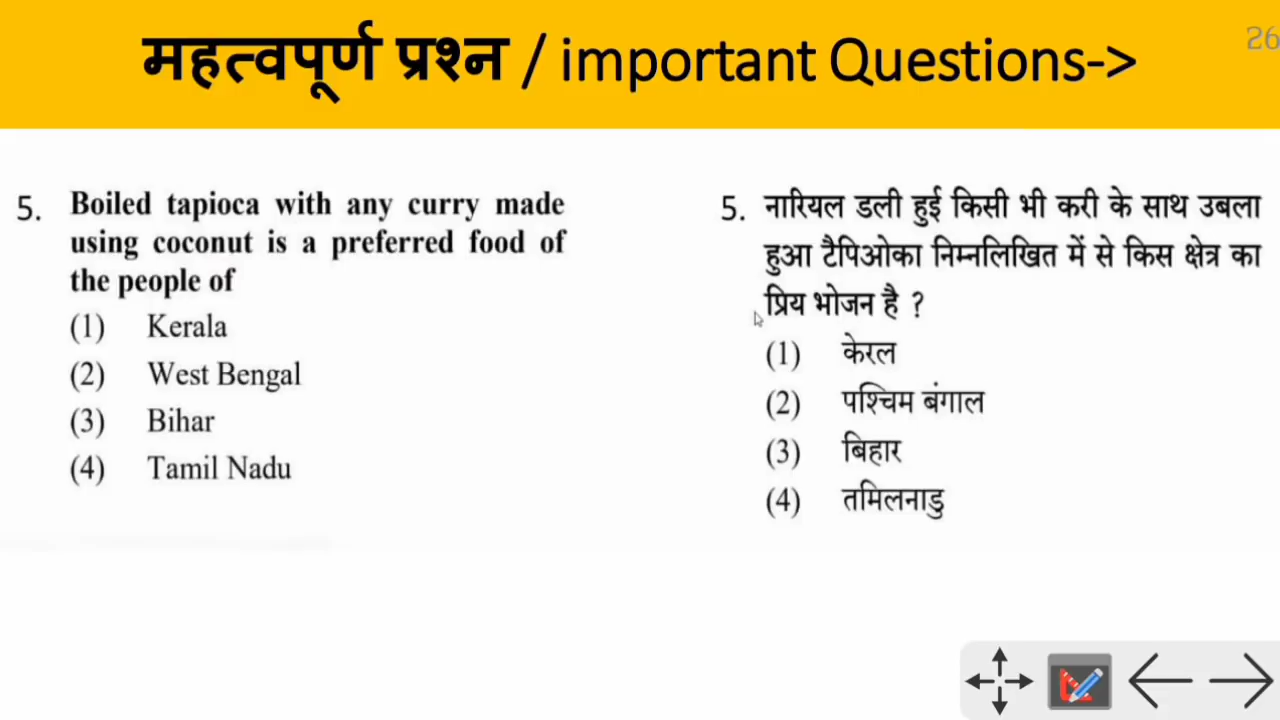 महत्वपूर्ण प्रश्न / important Questions->
26
5. Boiled tapioca with any curry made
using coconut is a preferred food of
the people of
(1) Kerala
(2) West Bengal
(3) Bihar
(4) Tamil Nadu
5. नारियल डली हुई किसी भी करी के साथ उबला
हुआ टैपिओका निम्नलिखित में से किस क्षेत्र का
प्रिय भोजन है ?
(1) केरल
(2) पश्चिम बंगाल
(3) बिहार
(4) तमिलनाडु